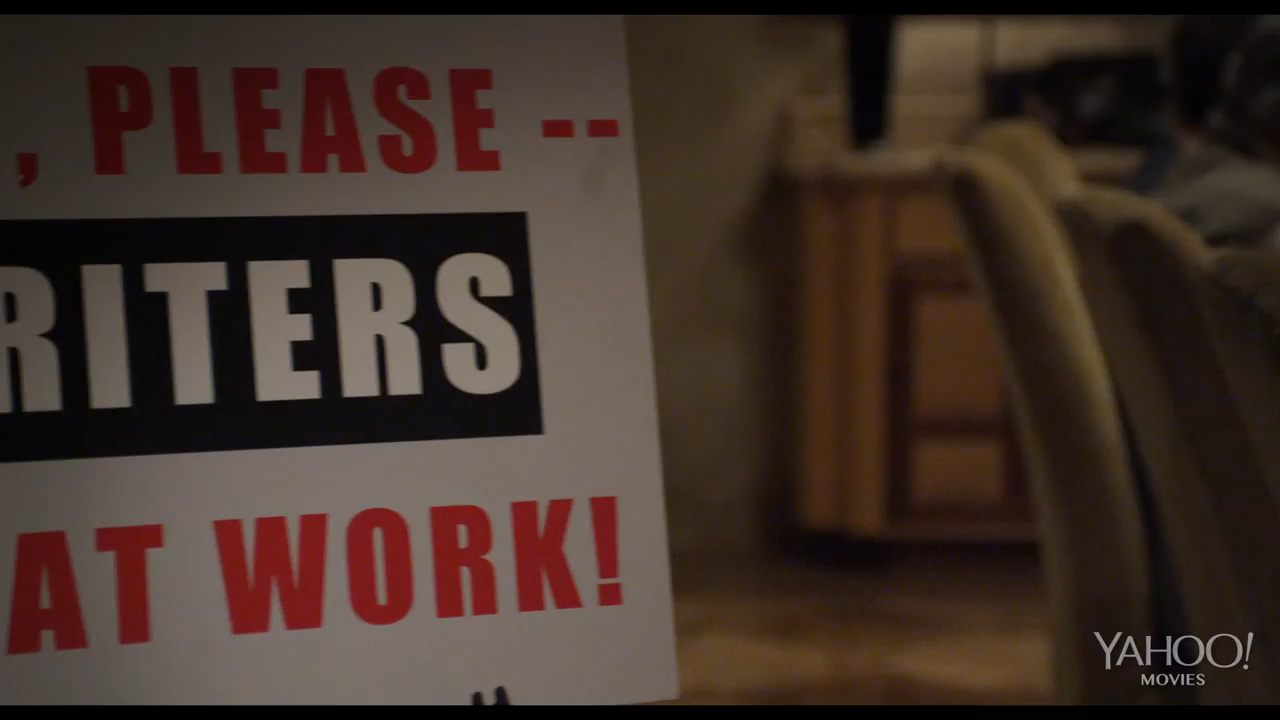 , PLEASE --
RITERS
AT WORK!
YAHOO!
MOVIES